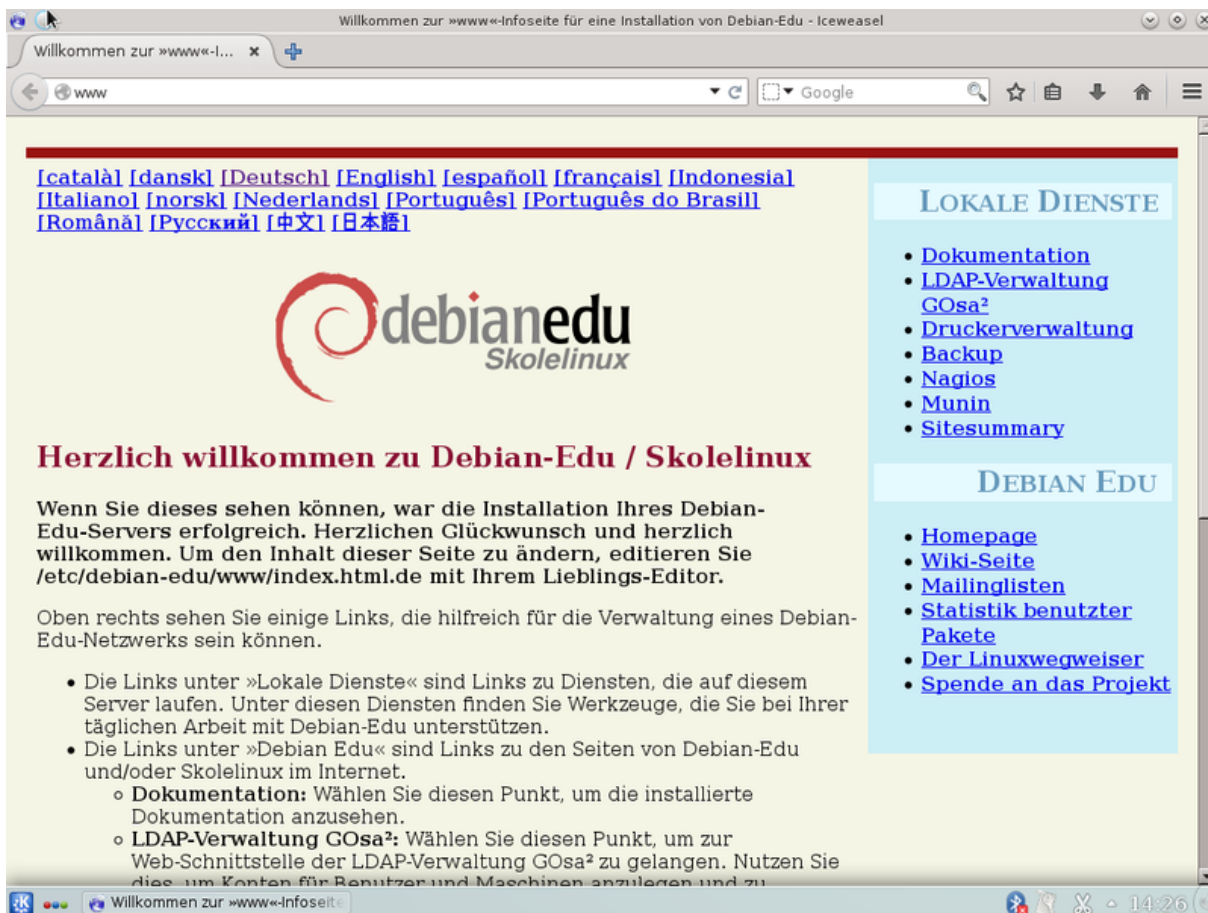 Willkommen zur »www«-Infoseite für eine Installation von Debian-Edu - Iceweasel
Willkommen zur »www«-I...
www
Google
[català] [dansk] [Deutsch] [English] [español] [français] [Indonesia]
[Italiano] [norsk] [Nederlands] [Português] [Português do Brasil]
[Română] [Русский] [中文] [日本語]
debianedu
Skolelinux
Herzlich willkommen zu Debian-Edu / Skolelinux
Wenn Sie dieses sehen können, war die Installation Ihres Debian-
Edu-Servers erfolgreich. Herzlichen Glückwunsch und herzlich
willkommen. Um den Inhalt dieser Seite zu ändern, editieren Sie
/etc/debian-edu/www/index.html.de mit Ihrem Lieblings-Editor.
Oben rechts sehen Sie einige Links, die hilfreich für die Verwaltung eines Debian-
Edu-Netzwerks sein können.
• Die Links unter »Lokale Dienste« sind Links zu Diensten, die auf diesem
Server laufen. Unter diesen Diensten finden Sie Werkzeuge, die Sie bei Ihrer
täglichen Arbeit mit Debian-Edu unterstützen.
• Die Links unter »Debian Edu« sind Links zu den Seiten von Debian-Edu
und/oder Skolelinux im Internet.
◦ Dokumentation: Wählen Sie diesen Punkt, um die installierte
Dokumentation anzusehen.
◦ LDAP-Verwaltung GOsa²: Wählen Sie diesen Punkt, um zur
Web-Schnittstelle der LDAP-Verwaltung GOsa² zu gelangen. Nutzen Sie
dies, um Konten für Benutzer und Maschinen anzulegen und zu
LOKALE DIENSTE
• Dokumentation
• LDAP-Verwaltung
GOsa²
• Druckerverwaltung
• Backup
• Nagios
• Munin
• Sitesummary
DEBIAN EDU
• Homepage
• Wiki-Seite
• Mailinglisten
• Statistik benutzter
Pakete
• Der Linuxwegweiser
• Spende an das Projekt
Willkommen zur »www«-Infoseite
14:26